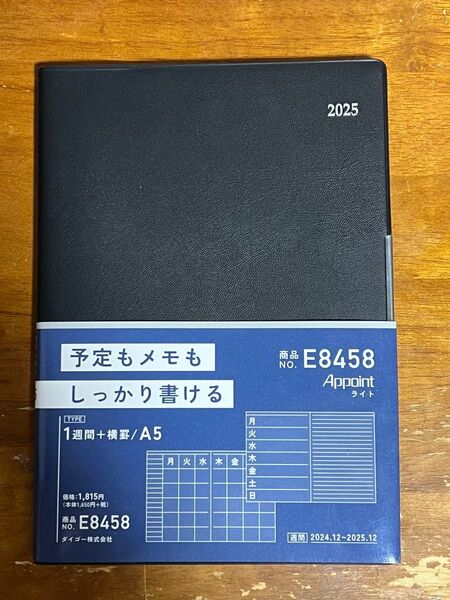 2025
予定もメモも
しっかり書ける
商品
NO. E8458
Appoint
ライト
TYPE
1週間+横罫/A5
月 火 水 木 金
月
火
水
木
金
土
日
価格:1,815円
(本体1,650円+税)
商品
NO. E8458
ダイゴー株式会社
週間 2024.12~2025.12